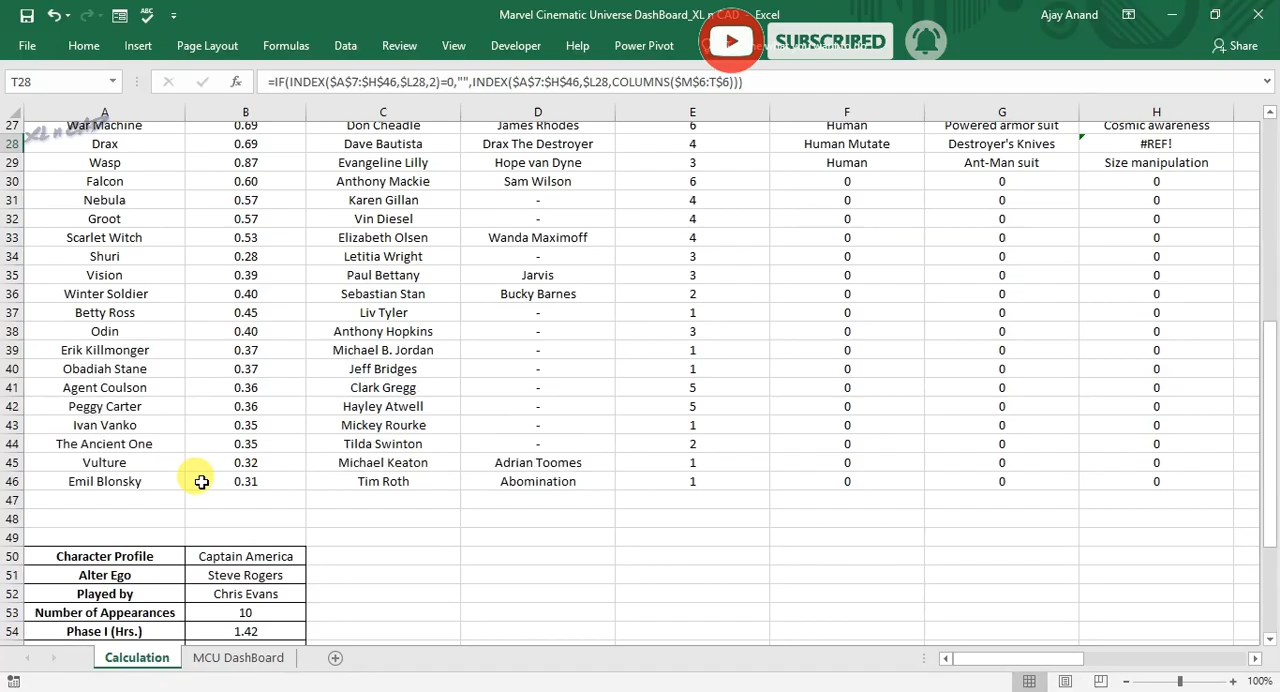 ABC
Marvel Cinematic Universe DashBoard_XL n CAD - Excel
Ajay Anand
File Home Insert Page Layout Formulas Data Review View Developer Help Power Pivot
SUBSCRIBED
Share
T28
fx
=IF(INDEX($A$7:$H$46,$L28,2)=0,"",INDEX($A$7:$H$46,$L28,COLUMNS($M$6:T$6)))
A B C D E F G H
XL n CAD
27 War Machine 0.69 Don Cheadle James Rhodes 6 Human Powered armor suit Cosmic awareness
28 Drax 0.69 Dave Bautista Drax The Destroyer 4 Human Mutate Destroyer's Knives #REF!
29 Wasp 0.87 Evangeline Lilly Hope van Dyne 3 Human Ant-Man suit Size manipulation
30 Falcon 0.60 Anthony Mackie Sam Wilson 6 0 0 0
31 Nebula 0.57 Karen Gillan - 4 0 0 0
32 Groot 0.57 Vin Diesel - 4 0 0 0
33 Scarlet Witch 0.53 Elizabeth Olsen Wanda Maximoff 4 0 0 0
34 Shuri 0.28 Letitia Wright - 3 0 0 0
35 Vision 0.39 Paul Bettany Jarvis 3 0 0 0
36 Winter Soldier 0.40 Sebastian Stan Bucky Barnes 2 0 0 0
37 Betty Ross 0.45 Liv Tyler - 1 0 0 0
38 Odin 0.40 Anthony Hopkins - 3 0 0 0
39 Erik Killmonger 0.37 Michael B. Jordan - 1 0 0 0
40 Obadiah Stane 0.37 Jeff Bridges - 1 0 0 0
41 Agent Coulson 0.36 Clark Gregg - 5 0 0 0
42 Peggy Carter 0.36 Hayley Atwell - 5 0 0 0
43 Ivan Vanko 0.35 Mickey Rourke - 1 0 0 0
44 The Ancient One 0.35 Tilda Swinton - 2 0 0 0
45 Vulture 0.32 Michael Keaton Adrian Toomes 1 0 0 0
46 Emil Blonsky 0.31 Tim Roth Abomination 1 0 0 0
47
48
49
50 Character Profile Captain America
51 Alter Ego Steve Rogers
52 Played by Chris Evans
53 Number of Appearances 10
54 Phase I (Hrs.) 1.42
Calculation MCU DashBoard
100%